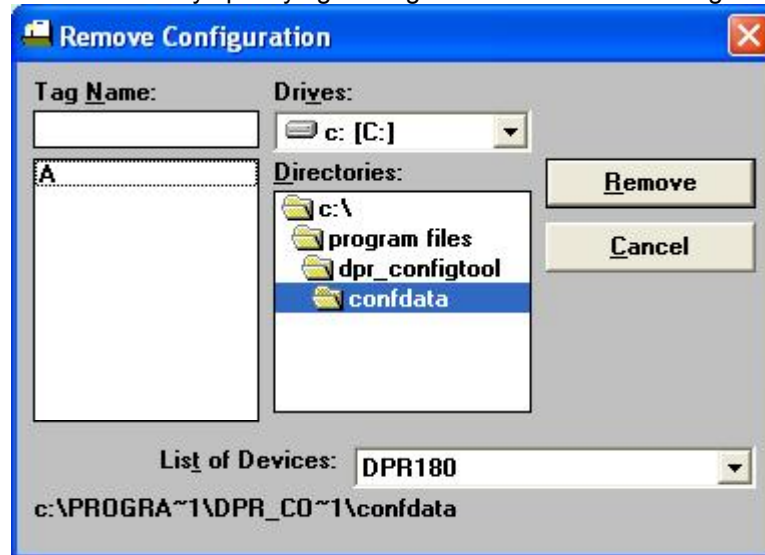 Remove Configuration
Tag Name:
Drives:
c: [C:]
A
Directories:
c:\
program files
dpr_configtool
confdata
Remove
Cancel
List of Devices: DPR180
c:\PROGRA~1\DPR_CO~1\confdata